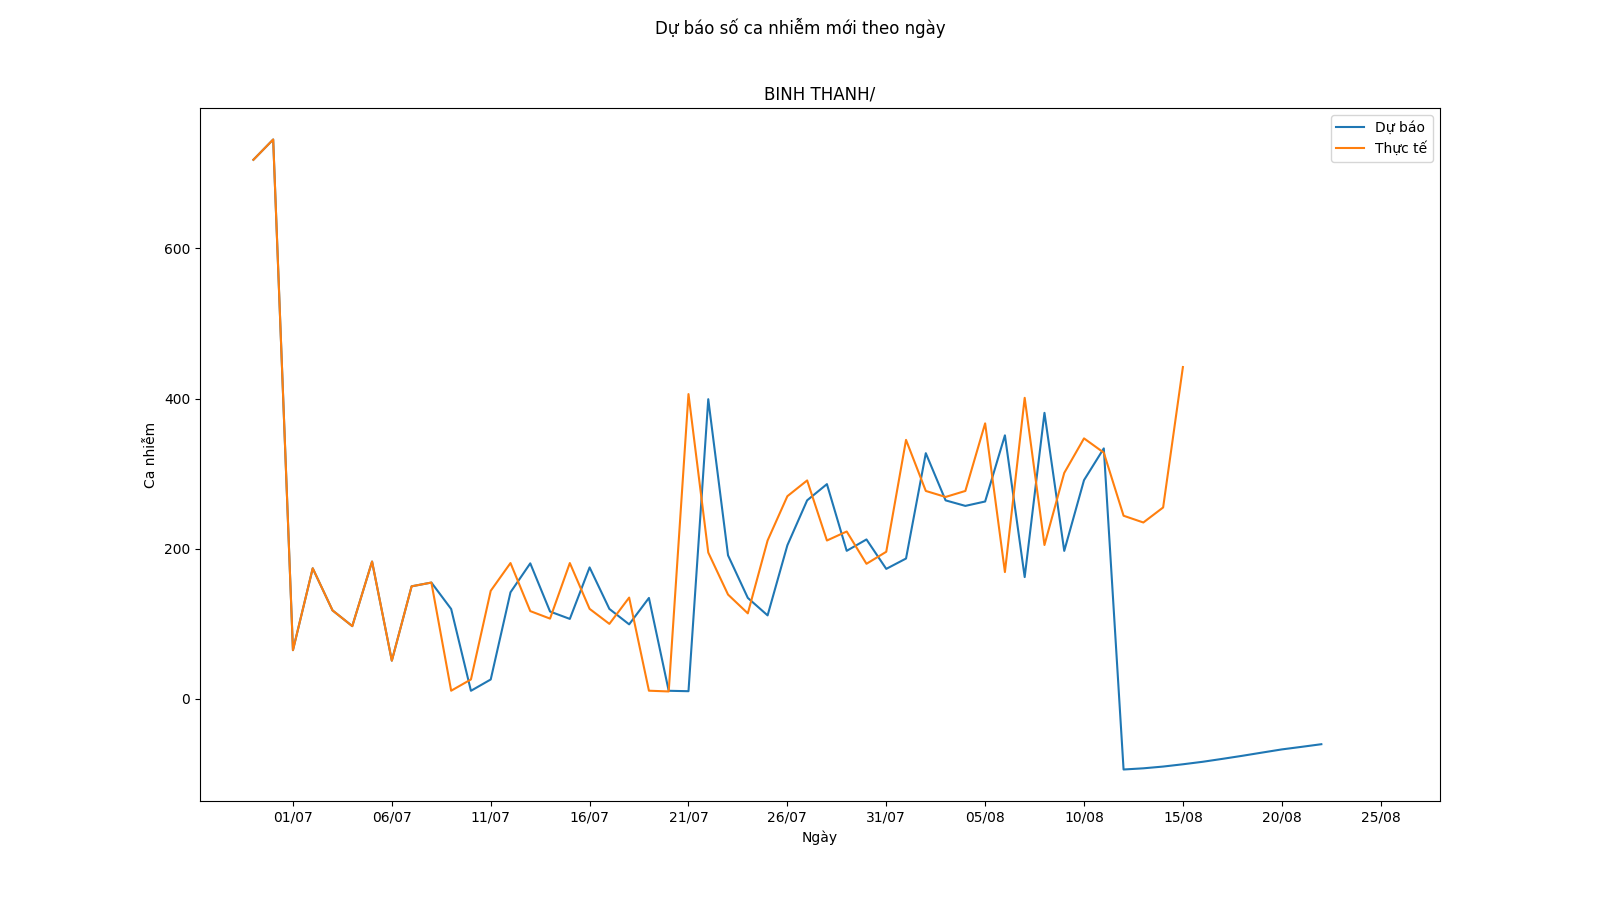 Dự báo số ca nhiễm mới theo ngày
BINH THANH/
Dự báo
Thực tế
600
400
200
0
Ca nhiễm
01/07 06/07 11/07 16/07 21/07 26/07 31/07 05/08 10/08 15/08 20/08 25/08
Ngày